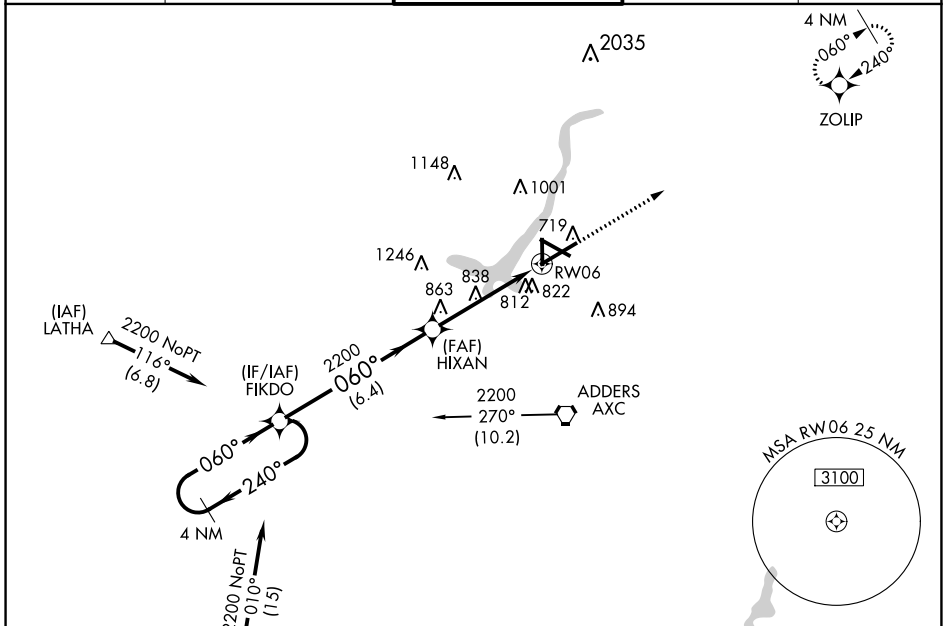 4 NM
060°
240°
ZOLIP
2035
1148
1001
719
RW06
1246
838
863
812
822
894
(IAF)
LATHA
2200 NoPT
116°
(6.8)
(IF/IAF)
FIKDO
2200
060°
(6.4)
(FAF)
HIXAN
2200
270°
(10.2)
ADDERS
AXC
060°
240°
4 NM
2200 NoPT
010°
(15)
MSA RW06 25 NM
3100